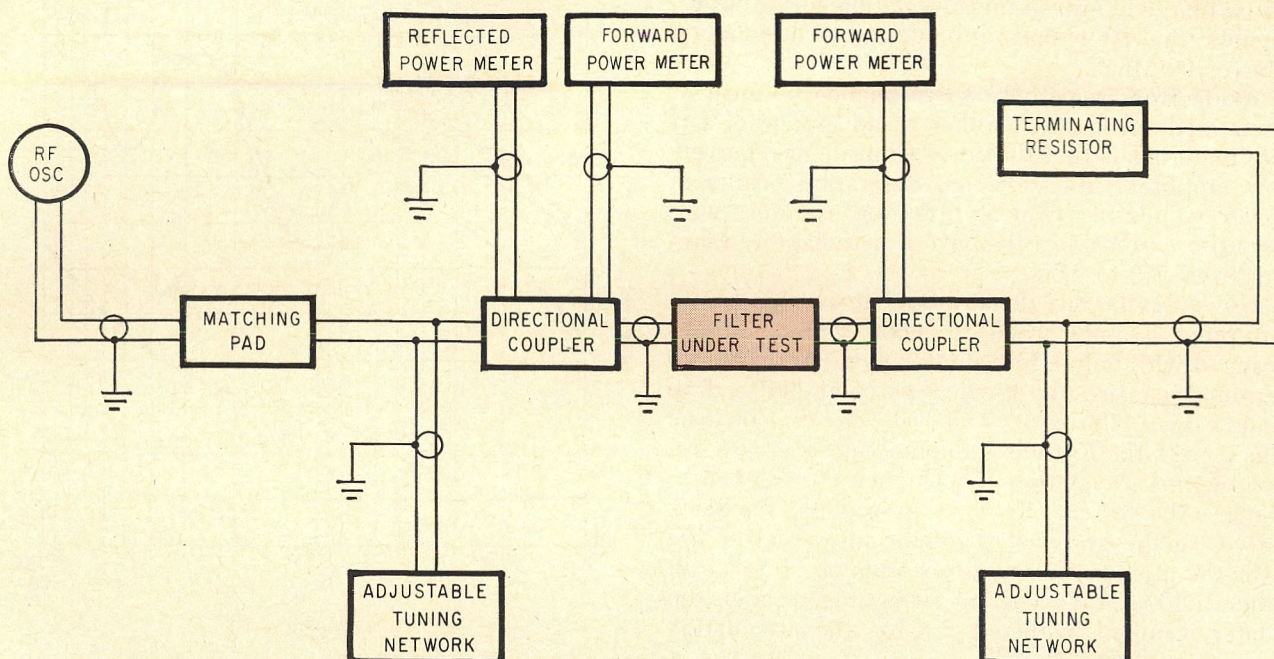 REFLECTED
POWER METER
FORWARD
POWER METER
FORWARD
POWER METER
TERMINATING
RESISTOR
RF
OSC
MATCHING
PAD
DIRECTIONAL
COUPLER
FILTER
UNDER TEST
DIRECTIONAL
COUPLER
ADJUSTABLE
TUNING
NETWORK
ADJUSTABLE
TUNING
NETWORK